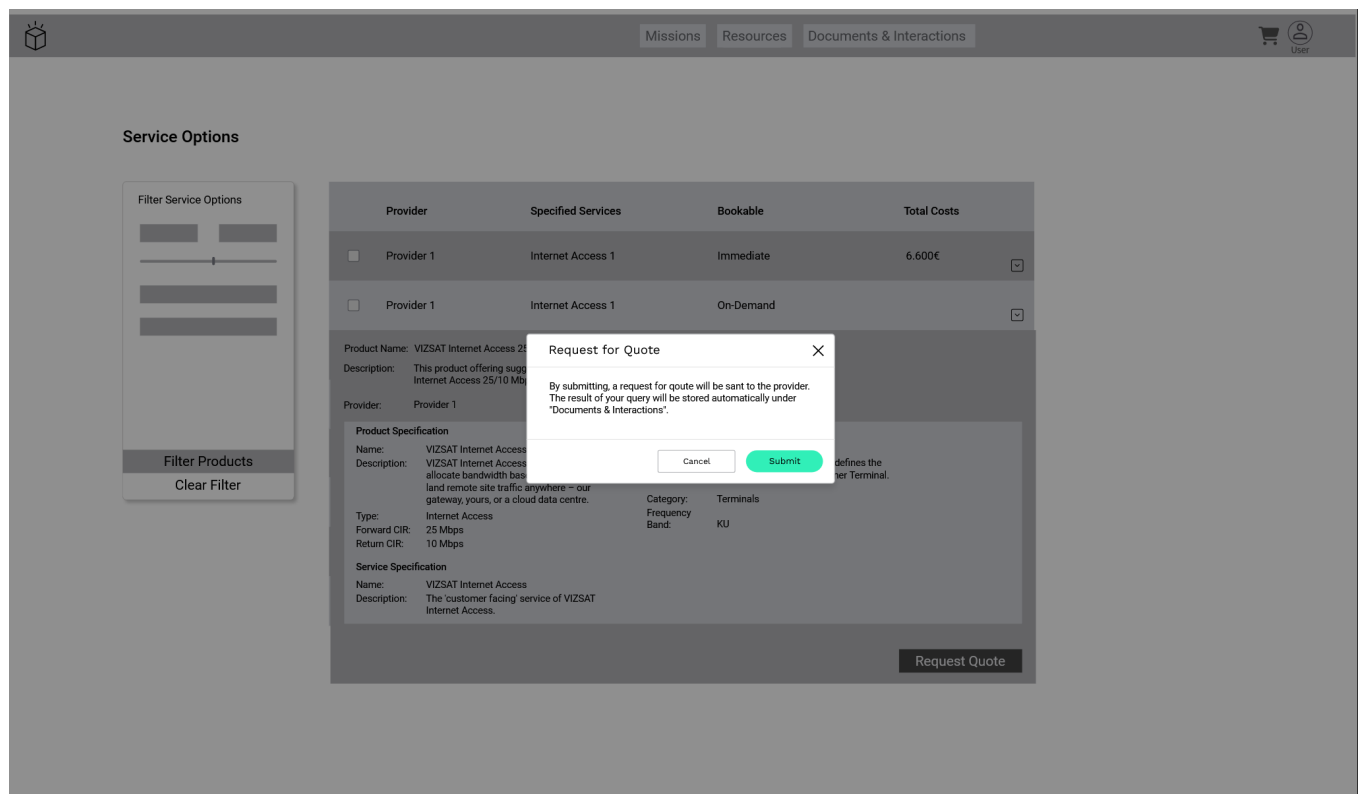 Missions Resources Documents & Interactions
User
Service Options
Filter Service Options
Filter Products
Clear Filter
Provider Specified Services Bookable Total Costs
Provider 1 Internet Access 1 Immediate 6.600€
Provider 1 Internet Access 1 On-Demand
Product Name: VIZSAT Internet Access 25
Description: This product offering sugg
Internet Access 25/10 Mb
Provider: Provider 1
Product Specification
Name: VIZSAT Internet Access
Description: VIZSAT Internet Access
allocate bandwidth bas
land remote site traffic anywhere – our
gateway, yours, or a cloud data centre.
Type: Internet Access
Forward CIR: 25 Mbps
Return CIR: 10 Mbps
Service Specification
Name: VIZSAT Internet Access
Description: The 'customer facing' service of VIZSAT
Internet Access.
defines the
Terminal.
Category: Terminals
Frequency
Band: KU
Request Quote
Request for Quote
By submitting, a request for qoute will be sant to the provider.
The result of your query will be stored automatically under
"Documents & Interactions".
Cancel Submit